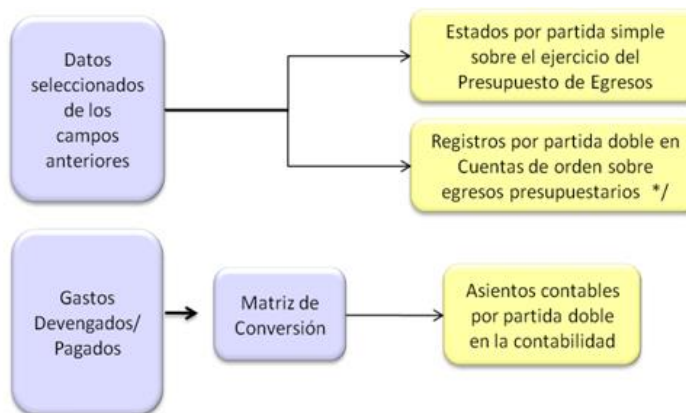 Datos
seleccionados
de los
campos
anteriores
Estados por partida simple
sobre el ejercicio del
Presupuesto de Egresos
Registros por partida doble en
Cuentas de orden sobre
egresos presupuestarios */
Gastos
Devengados/
Pagados
Matriz de
Conversión
Asientos contables
por partida doble
en la contabilidad